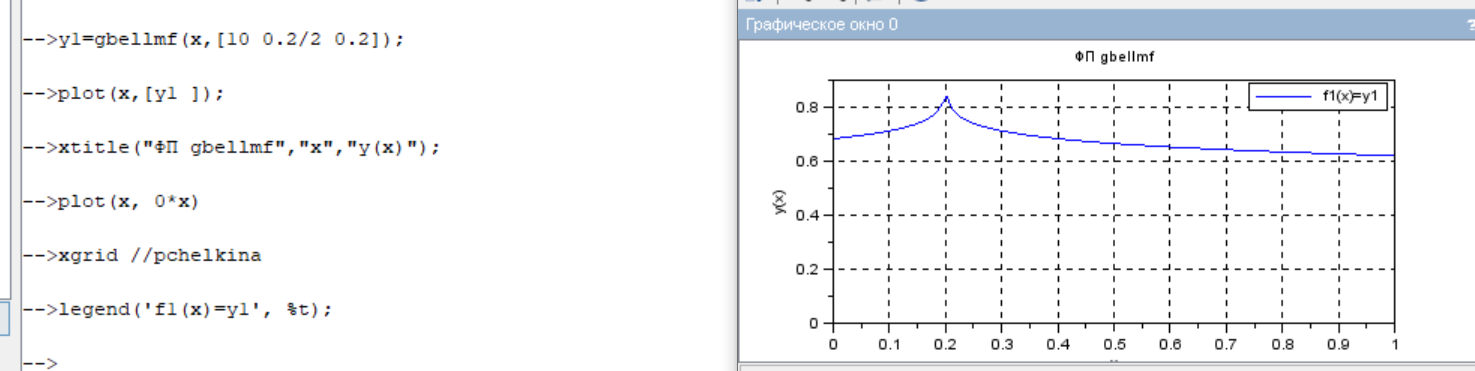 -->y1=gbellmf(x,[10 0.2/2 0.2]);
-->plot(x,[y1 ]);
-->xtitle("ФП gbellmf","x","y(x)");
-->plot(x, 0*x)
-->xgrid //pchelkina
-->legend('f1(x)=y1', %t);
-->
Графическое окно 0
?
ФП gbellmf
f1(x)=y1
y(x)
0.8
0.6
0.4
0.2
0
0 0.1 0.2 0.3 0.4 0.5 0.6 0.7 0.8 0.9 1